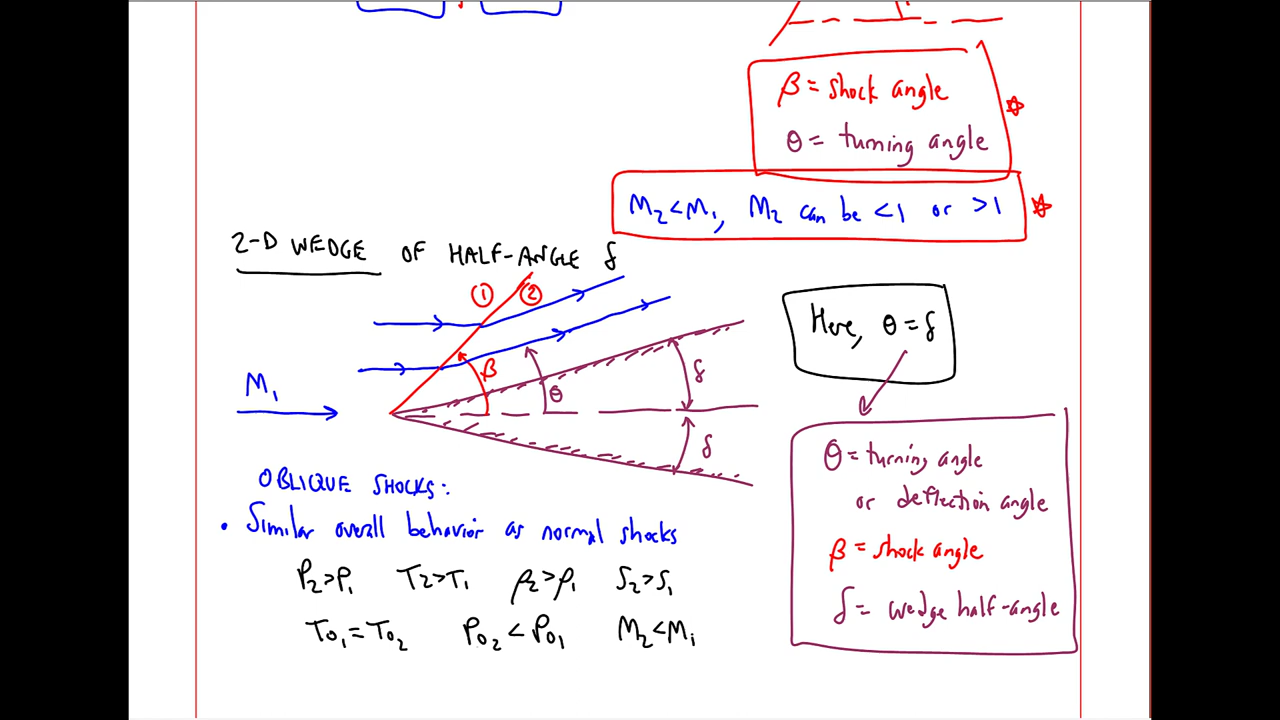 β = shock angle
θ = turning angle
M₂<M₁, M₂ can be <1 or >1
2-D WEDGE OF HALF-ANGLE δ
① ②
β
θ
δ
δ
M₁
Here, θ = δ
θ = turning angle
or deflection angle
β = shock angle
δ = wedge half-angle
OBLIQUE SHOCKS:
• Similar overall behavior as normal shocks
P₂>P₁ T₂>T₁ ρ₂>ρ₁ S₂>S₁
T₀₁=T₀₂ P₀₂<P₀₁ M₂<M₁